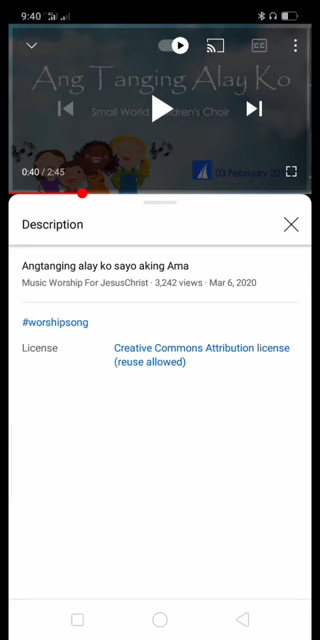 9:40
Ang Tanging Alay Ko
Small World Children's Choir
CC
0:40 / 2:45
03 February
Description
Angtanging alay ko sayo aking Ama
Music Worship For JesusChrist · 3,242 views · Mar 6, 2020
#worshipsong
License
Creative Commons Attribution license
(reuse allowed)